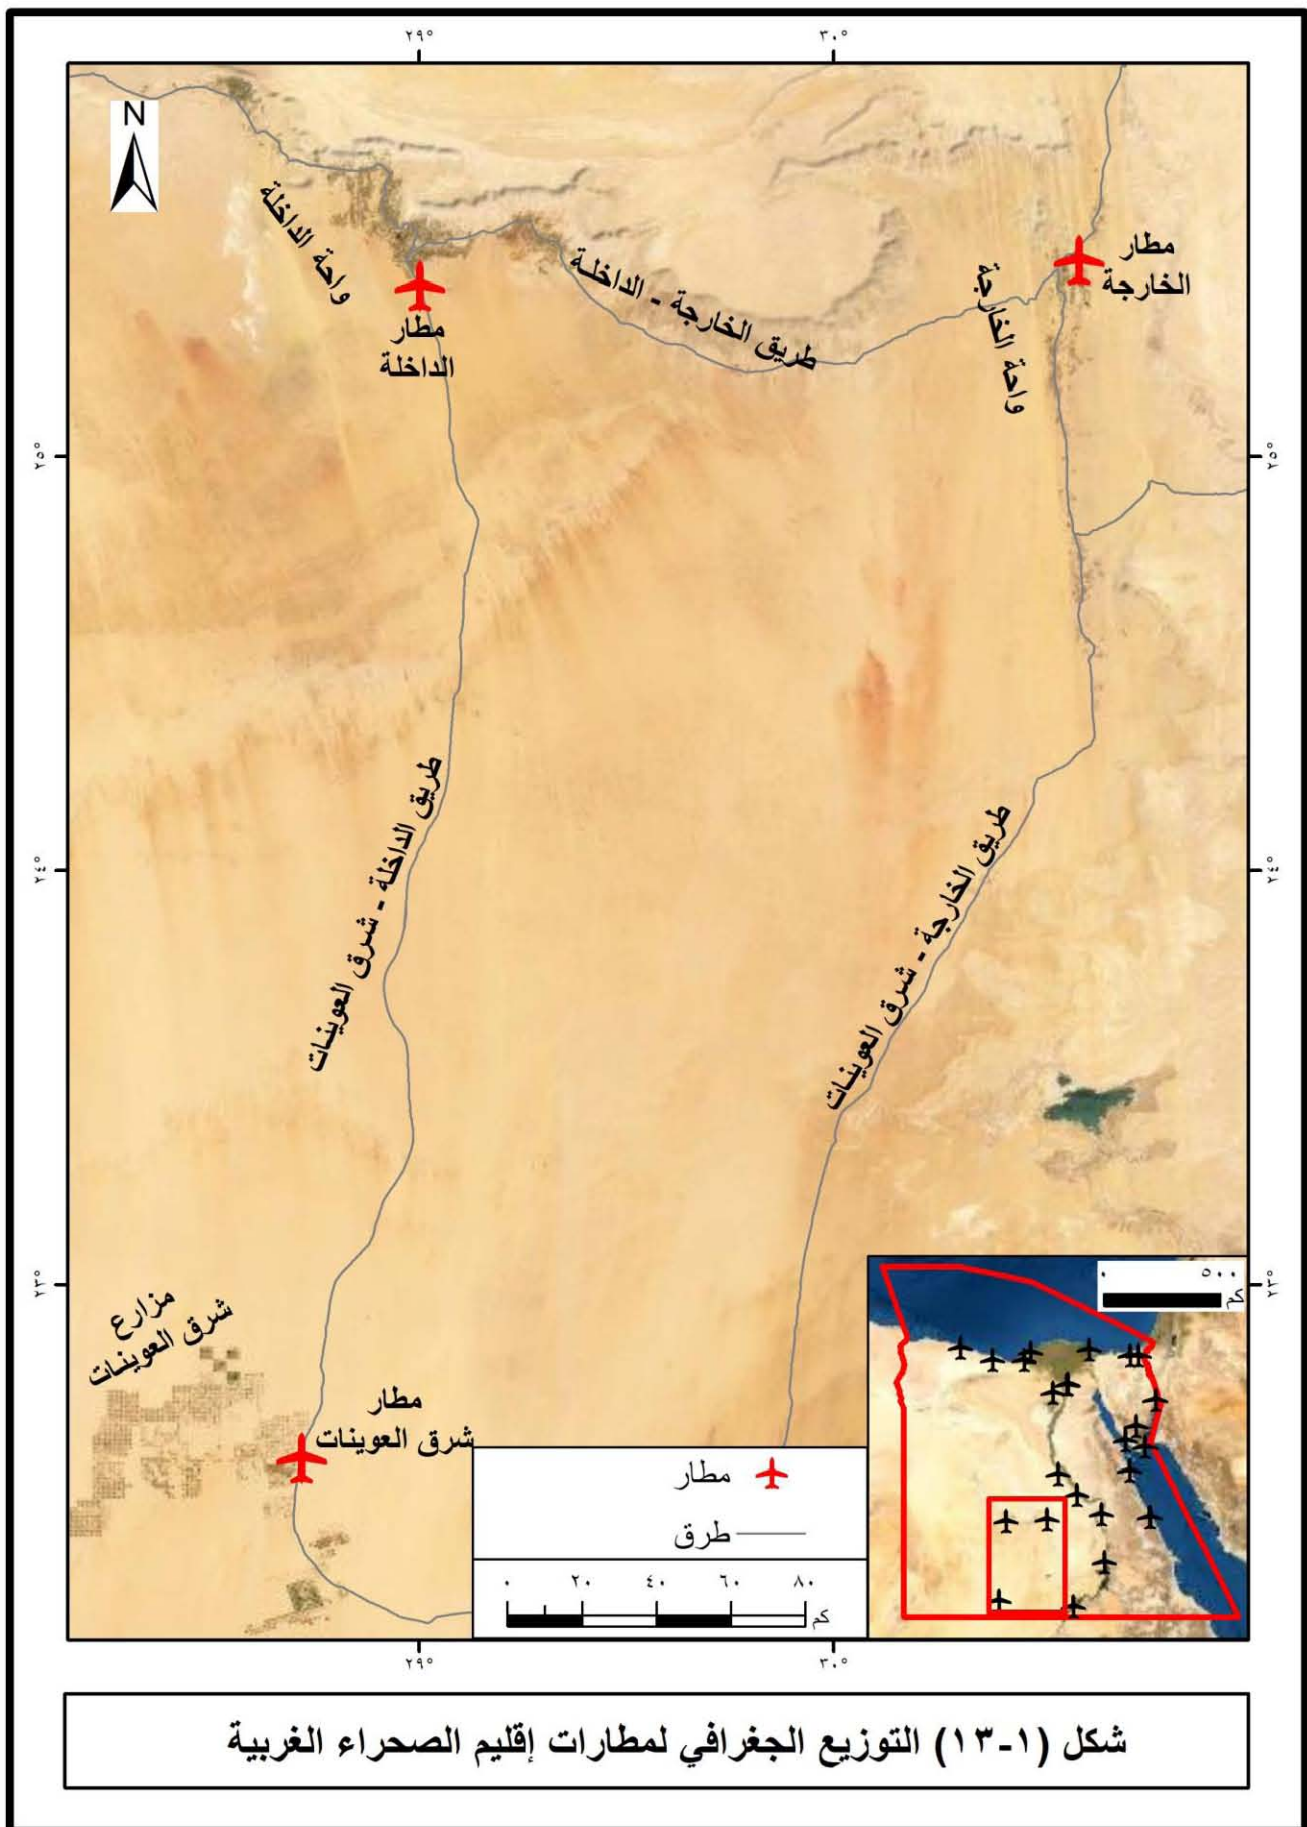 ٢٩° ٣٠°
N
واحة الداخلة
مطار
الداخلة
طريق الخارجة - الداخلة
واحة الخارجة
مطار
الخارجة
٢٥° ٢٥°
طريق الداخلة - شرق العوينات
طريق الخارجة - شرق العوينات
٢٤° ٢٤°
٢٣° ٢٣°
مزارع
شرق العوينات
مطار
شرق العوينات
مطار
طرق
٠ ٢٠ ٤٠ ٦٠ ٨٠
كم
٠ ٥٠٠
كم
٢٩° ٣٠°
شكل (١-١٣) التوزيع الجغرافي لمطارات إقليم الصحراء الغربية